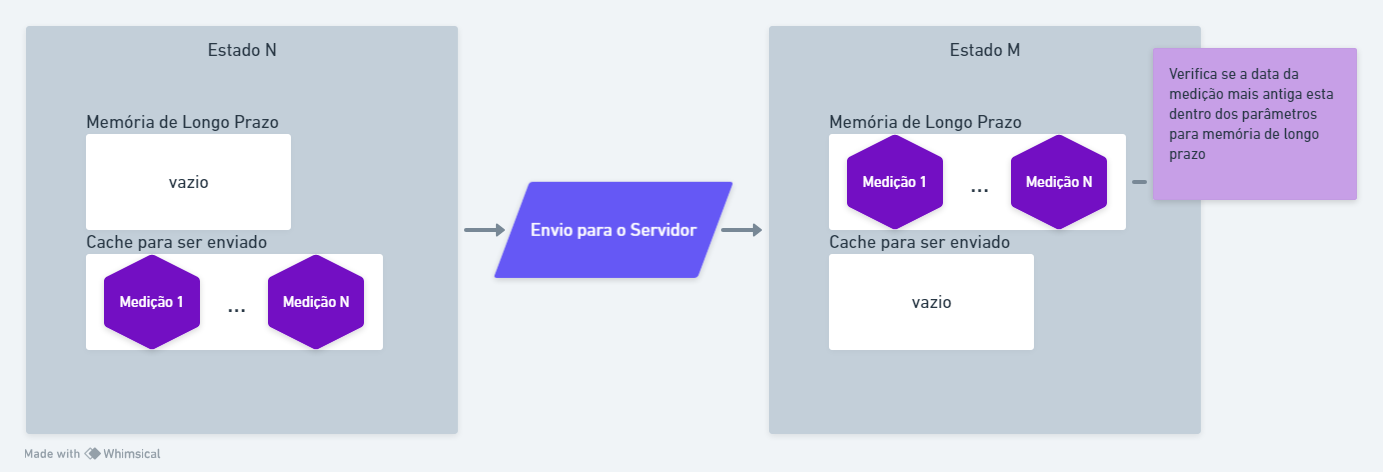 Estado N
Memória de Longo Prazo
vazio
Cache para ser enviado
Medição 1
...
Medição N
Envio para o Servidor
Estado M
Memória de Longo Prazo
Medição 1
...
Medição N
Cache para ser enviado
vazio
Verifica se a data da
medição mais antiga esta
dentro dos parâmetros
para memória de longo
prazo
Made with Whimsical